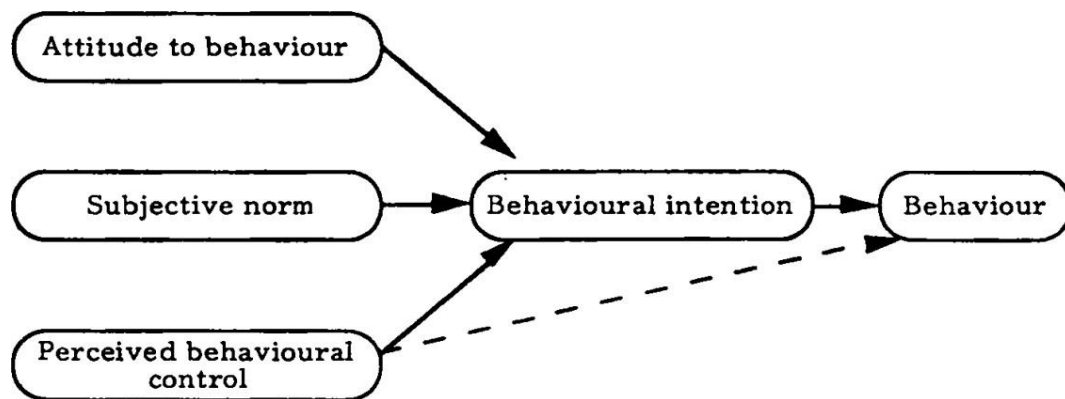 Attitude to behaviour
Subjective norm
Behavioural intention
Behaviour
Perceived behavioural
control